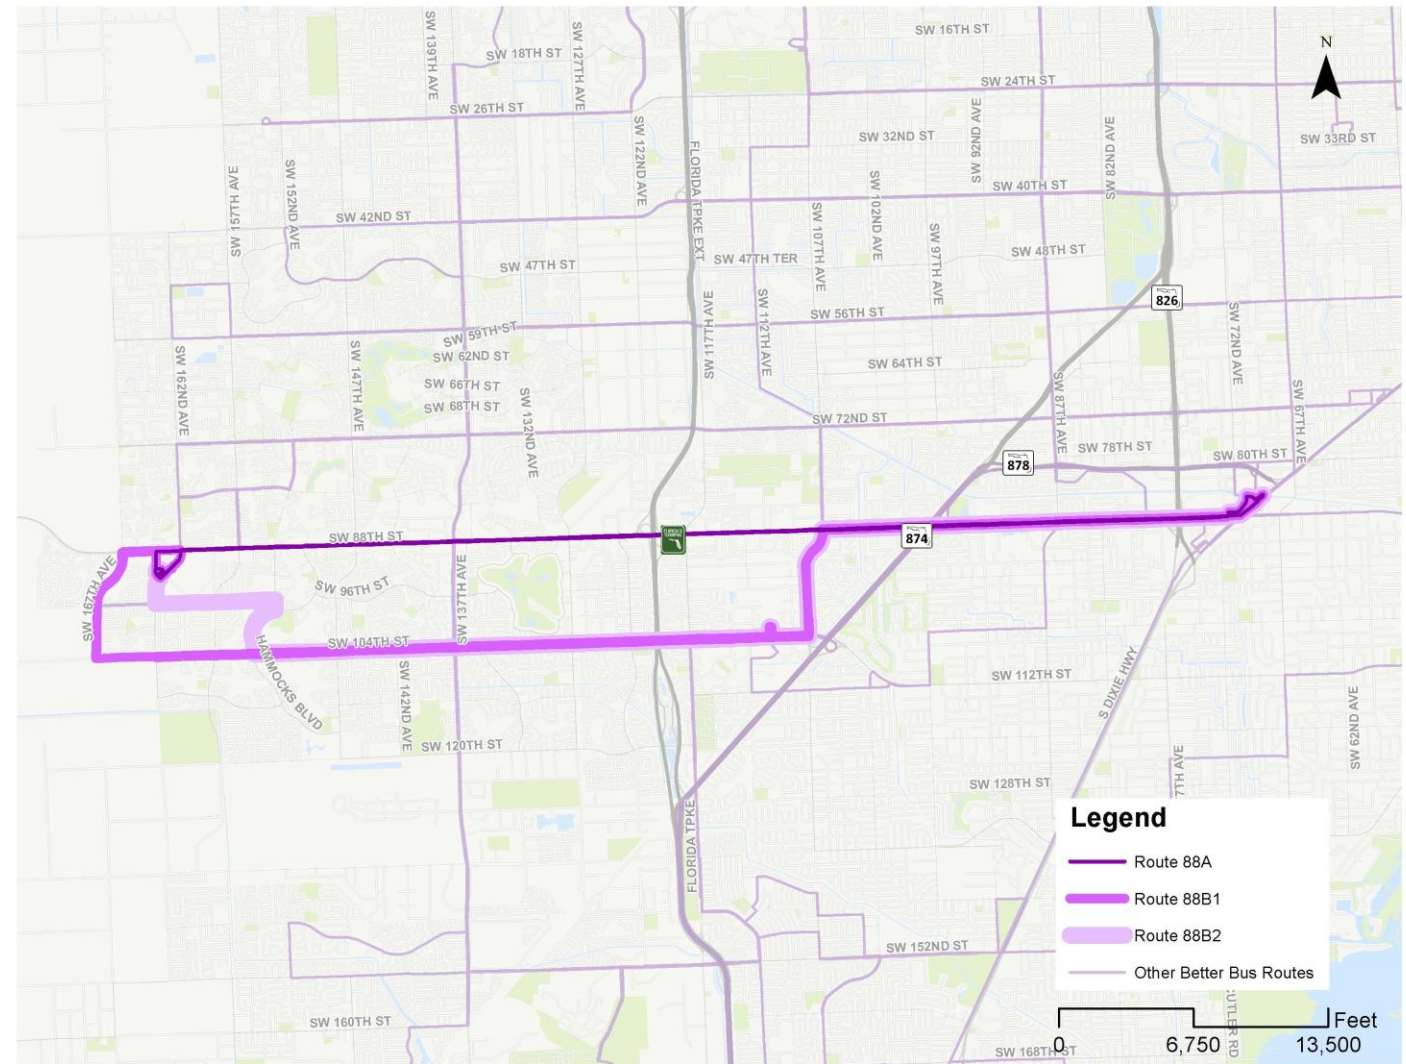 SW 139TH AVE
SW 18TH ST
SW 127TH AVE
SW 16TH ST
N
SW 24TH ST
SW 26TH ST
SW 122ND AVE
SW 32ND ST
SW 92ND AVE
SW 82ND AVE
SW 33RD ST
SW 157TH AVE
SW 152ND AVE
FLORIDA TPKE EXT
SW 102ND AVE
SW 40TH ST
SW 42ND ST
SW 107TH AVE
SW 97TH AVE
SW 47TH ST
SW 47TH TER
SW 48TH ST
826
SW 117TH AVE
SW 112TH AVE
SW 56TH ST
SW 59TH ST
SW 72ND AVE
SW 162ND AVE
SW 147TH AVE
SW 62ND ST
SW 64TH ST
SW 66TH ST
SW 68TH ST
SW 132ND AVE
SW 87TH AVE
SW 67TH AVE
SW 72ND ST
SW 78TH ST
SW 80TH ST
878
SW 88TH ST
874
SW 167TH AVE
SW 96TH ST
SW 137TH AVE
SW 104TH ST
HAMMOCKS BLVD
SW 142ND AVE
SW 112TH ST
S DIXIE HWY
SW 62ND AVE
SW 120TH ST
SW 128TH ST
7TH AVE
FLORIDA TPKE
Legend
Route 88A
Route 88B1
Route 88B2
Other Better Bus Routes
SW 152ND ST
CUTLER RD
SW 160TH ST
SW 168TH ST
Feet
0
6,750
13,500